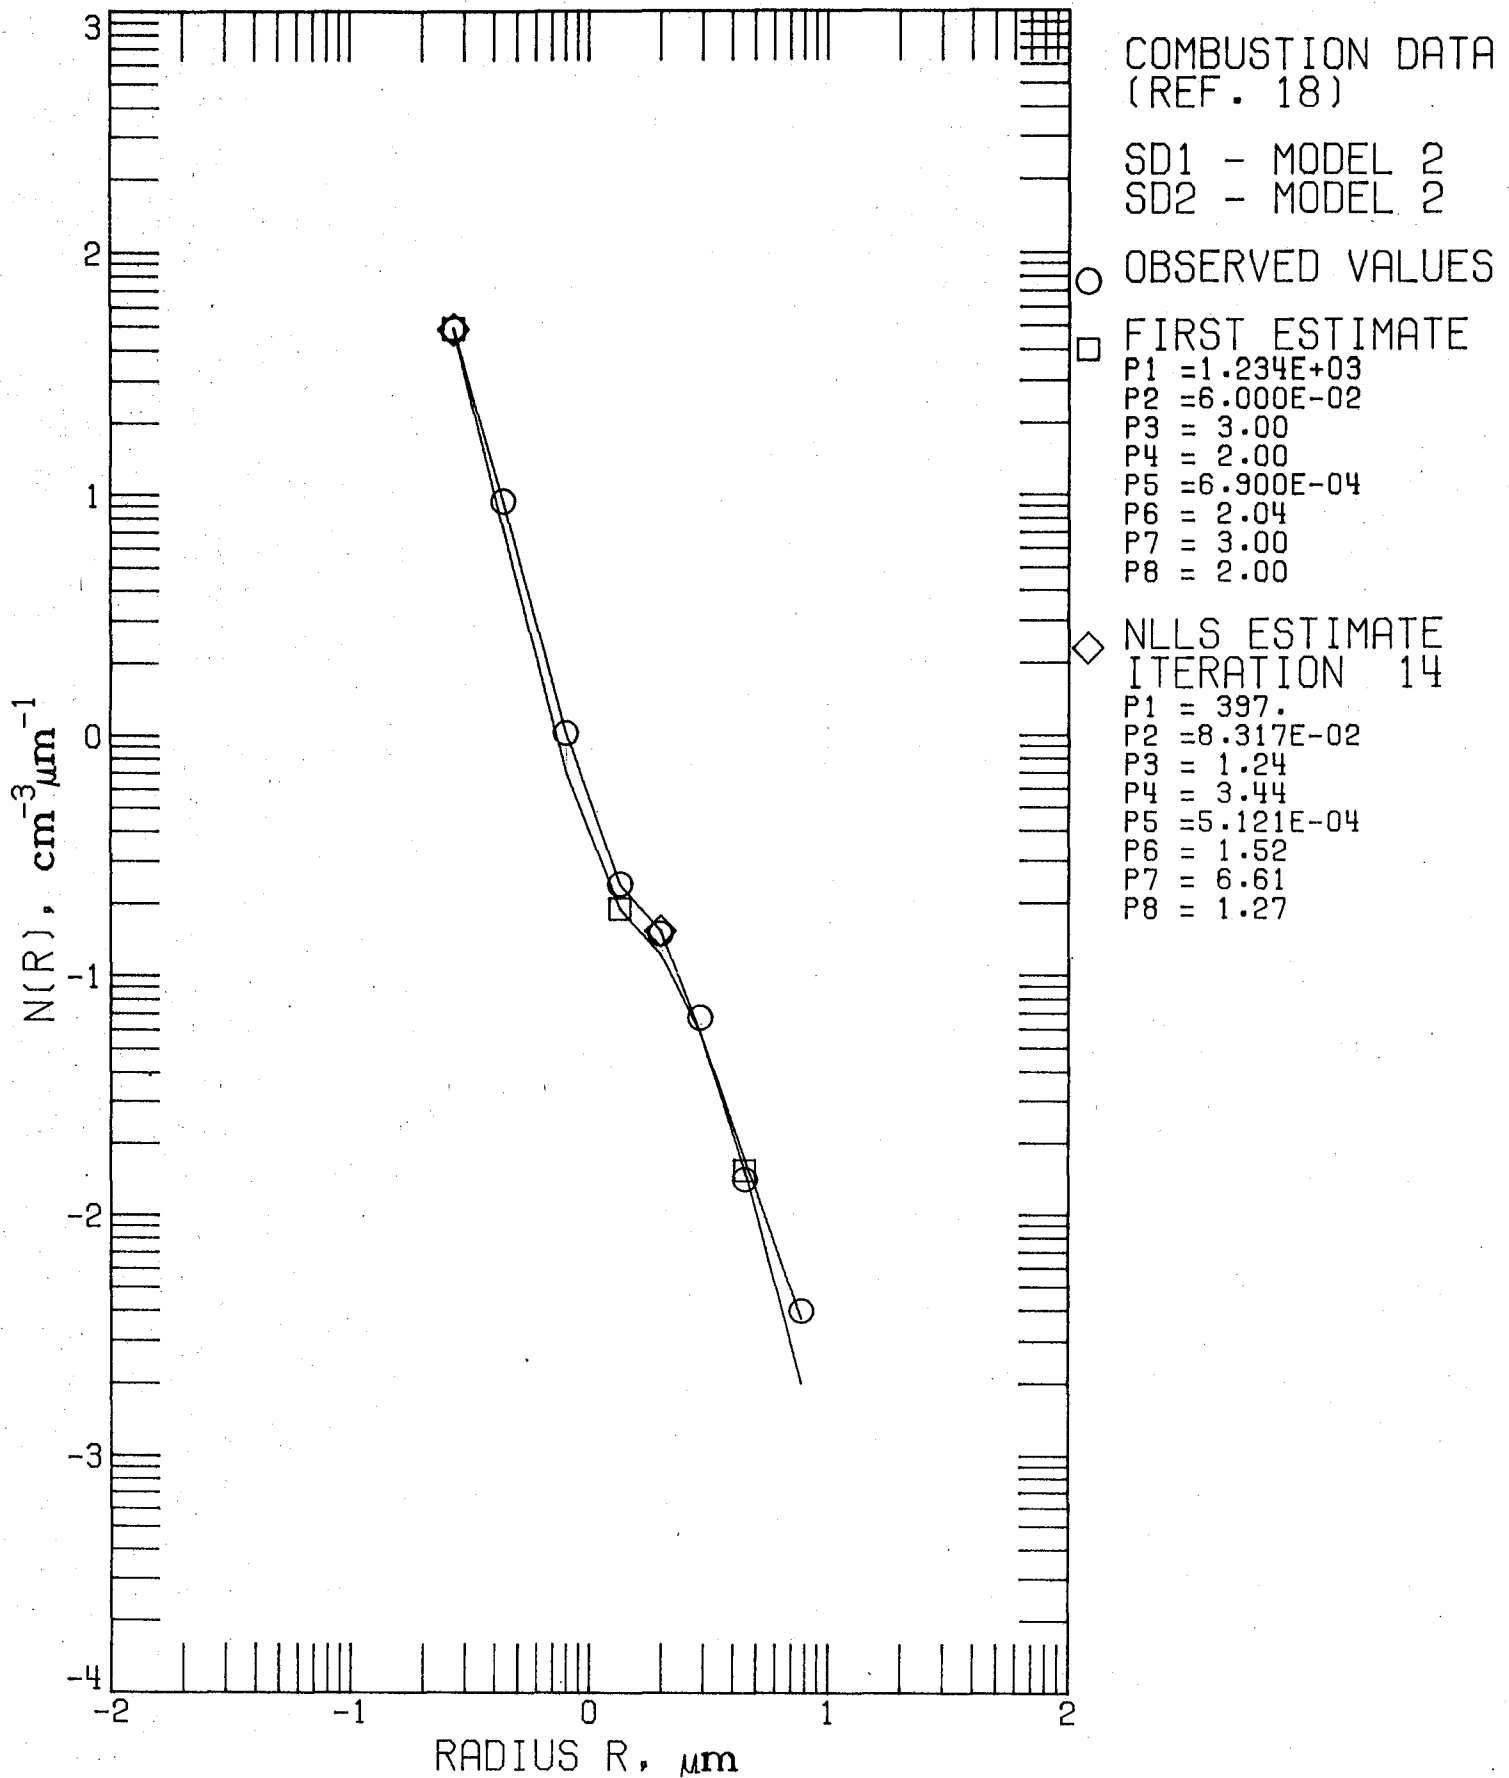 COMBUSTION DATA
(REF. 18)
SD1 - MODEL 2
SD2 - MODEL 2
OBSERVED VALUES
FIRST ESTIMATE
P1 =1.234E+03
P2 =6.000E-02
P3 = 3.00
P4 = 2.00
P5 =6.900E-04
P6 = 2.04
P7 = 3.00
P8 = 2.00
NLLS ESTIMATE
ITERATION 14
P1 = 397.
P2 =8.317E-02
P3 = 1.24
P4 = 3.44
P5 =5.121E-04
P6 = 1.52
P7 = 6.61
P8 = 1.27
N(R), cm⁻³μm⁻¹
3
2
1
0
-1
-2
-3
-4
-2 -1 0 1 2
RADIUS R, μm